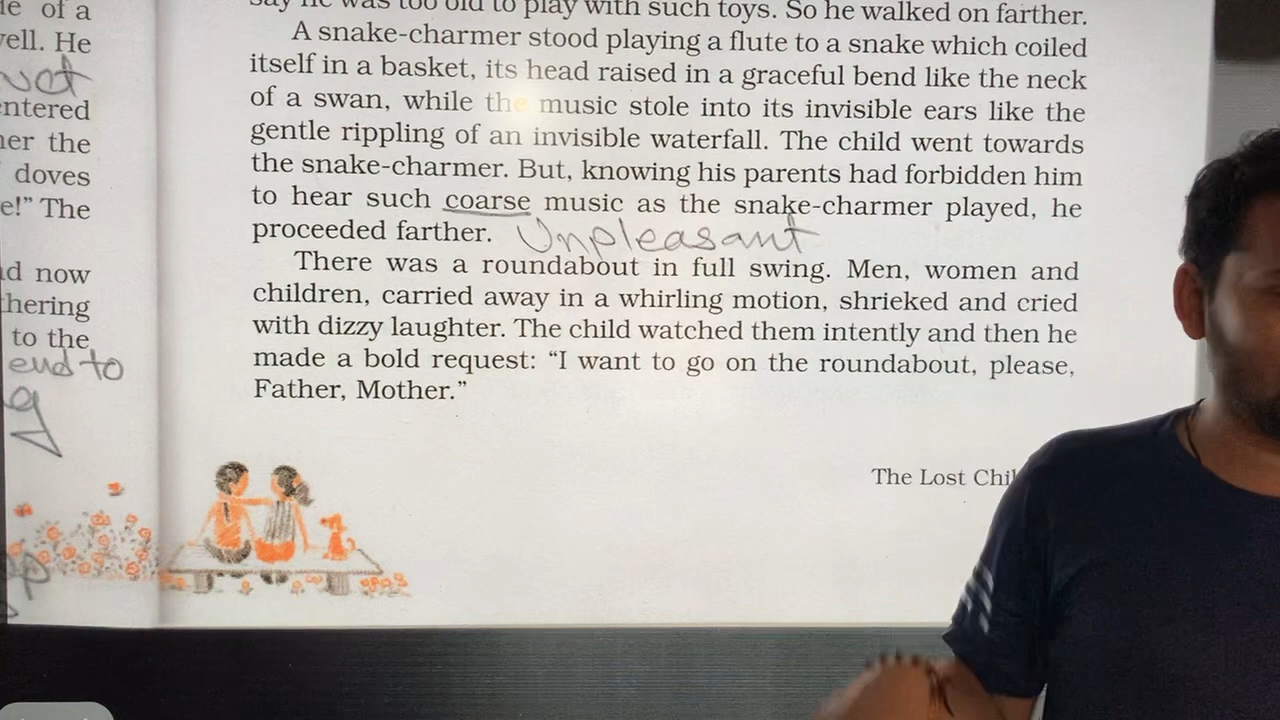 le of a
vell. He
not
entered
her the
doves
e!” The
nd now
thering
to the
end to
g
say he was too old to play with such toys. So he walked on farther.
A snake-charmer stood playing a flute to a snake which coiled
itself in a basket, its head raised in a graceful bend like the neck
of a swan, while the music stole into its invisible ears like the
gentle rippling of an invisible waterfall. The child went towards
the snake-charmer. But, knowing his parents had forbidden him
to hear such coarse music as the snake-charmer played, he
proceeded farther. Unpleasant
There was a roundabout in full swing. Men, women and
children, carried away in a whirling motion, shrieked and cried
with dizzy laughter. The child watched them intently and then he
made a bold request: “I want to go on the roundabout, please,
Father, Mother.”
The Lost Chil